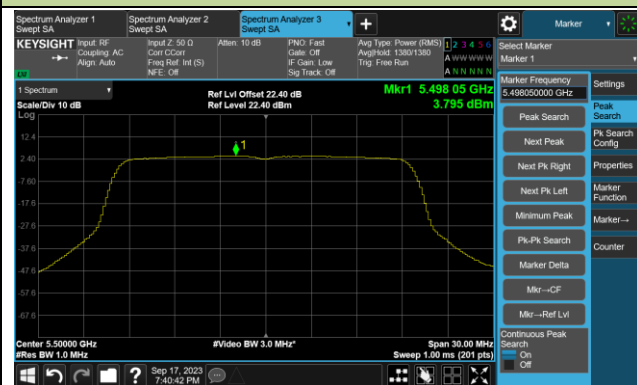 Spectrum Analyzer 1
Swept SA
Spectrum Analyzer 2
Swept SA
Spectrum Analyzer 3
Swept SA
Marker
KEYSIGHT
Input: RF
Coupling: AC
Align: Auto
Input Z: 50 Ω
Corr CCorr
Freq Ref: Int (S)
NFE: Off
Atten: 10 dB
PNO: Fast
Gate: Off
IF Gain: Low
Sig Track: Off
Avg Type: Power (RMS)
Avg|Hold: 1380/1380
Trig: Free Run
1 2 3 4 5 6
A W W W W W
A N N N N N
Select Marker
Marker 1
1 Spectrum
Scale/Div 10 dB
Ref Lvl Offset 22.40 dB
Ref Level 22.40 dBm
Mkr1 5.498 05 GHz
3.795 dBm
Log
12.4
2.40
-7.60
-17.6
-27.6
-37.6
-47.6
-57.6
-67.6
1
Center 5.50000 GHz
#Res BW 1.0 MHz
#Video BW 3.0 MHz*
Span 30.00 MHz
Sweep 1.00 ms (201 pts)
Marker Frequency
5.498050000 GHz
Peak Search
Next Peak
Next Pk Right
Next Pk Left
Minimum Peak
Pk-Pk Search
Marker Delta
Mkr→CF
Mkr→Ref Lvl
Continuous Peak
Search
On
Off
Settings
Peak
Search
Pk Search
Config
Properties
Marker
Function
Marker→
Counter
Sep 17, 2023
7:40:42 PM